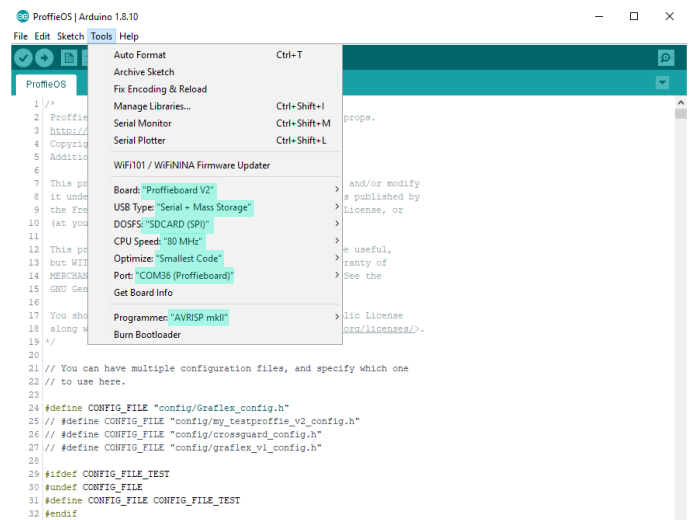 ProffieOS | Arduino 1.8.10
File Edit Sketch Tools Help
ProffieOS
Auto Format Ctrl+T
Archive Sketch
Fix Encoding & Reload
Manage Libraries... Ctrl+Shift+I
Serial Monitor Ctrl+Shift+M
Serial Plotter Ctrl+Shift+L
WiFi101 / WiFiNINA Firmware Updater
Board: "Proffieboard V2"
USB Type: "Serial + Mass Storage"
DOSFS: "SDCARD (SPI)"
CPU Speed: "80 MHz"
Optimize: "Smallest Code"
Port: "COM36 (Proffieboard)"
Get Board Info
Programmer: "AVRISP mkII"
Burn Bootloader
1 /*
2 Proffie props.
3 http://
4 Copyrig
5 Additio
6
7 This pr and/or modify
8 it unde s published by
9 the Fre License, or
10 (at you
11
12 This pr e useful,
13 but WIT ranty of
14 MERCHAN See the
15 GNU Gen
16
17 You sho lic License
18 along w org/licenses/>.
19 */
20
21 // You can have multiple configuration files, and specify which one
22 // to use here.
23
24 #define CONFIG_FILE "config/Graflex_config.h"
25 // #define CONFIG_FILE "config/my_testproffie_v2_config.h"
26 // #define CONFIG_FILE "config/crossguard_config.h"
27 // #define CONFIG_FILE "config/graflex_v1_config.h"
28
29 #ifdef CONFIG_FILE_TEST
30 #undef CONFIG_FILE
31 #define CONFIG_FILE CONFIG_FILE_TEST
32 #endif